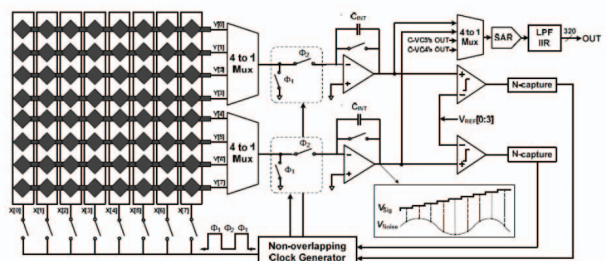 Y[0]
Y[1]
Y[2]
Y[3]
Y[4]
Y[5]
Y[6]
Y[7]
X[0] X[1] X[2] X[3] X[4] X[5] X[6] X[7]
4 to 1
Mux
4 to 1
Mux
Φ2
Φ1
Φ2
Φ1
CINT
CINT
C-VC3's OUT
C-VC4's OUT
4 to 1
Mux
SAR
LPF
IIR
320
OUT
N-capture
VREF[0:3]
N-capture
VSig
VNoise
Φ1 Φ2 Φ1
Non-overlapping
Clock Generator